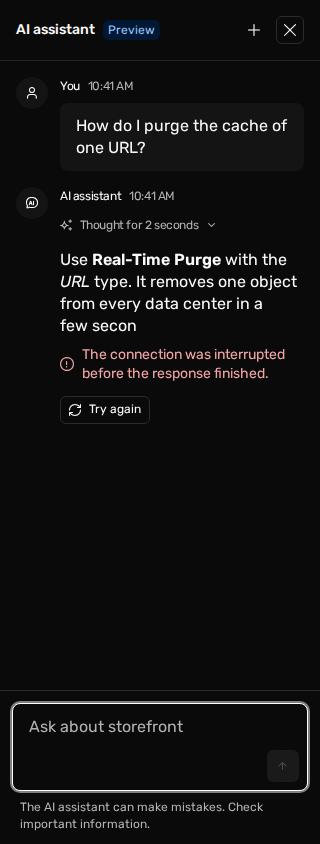 AI assistant Preview
You 10:41 AM
How do I purge the cache of
one URL?
AI
AI assistant 10:41 AM
Thought for 2 seconds
Use Real-Time Purge with the
URL type. It removes one object
from every data center in a
few secon
The connection was interrupted
before the response finished.
Try again
Ask about storefront
The AI assistant can make mistakes. Check
important information.